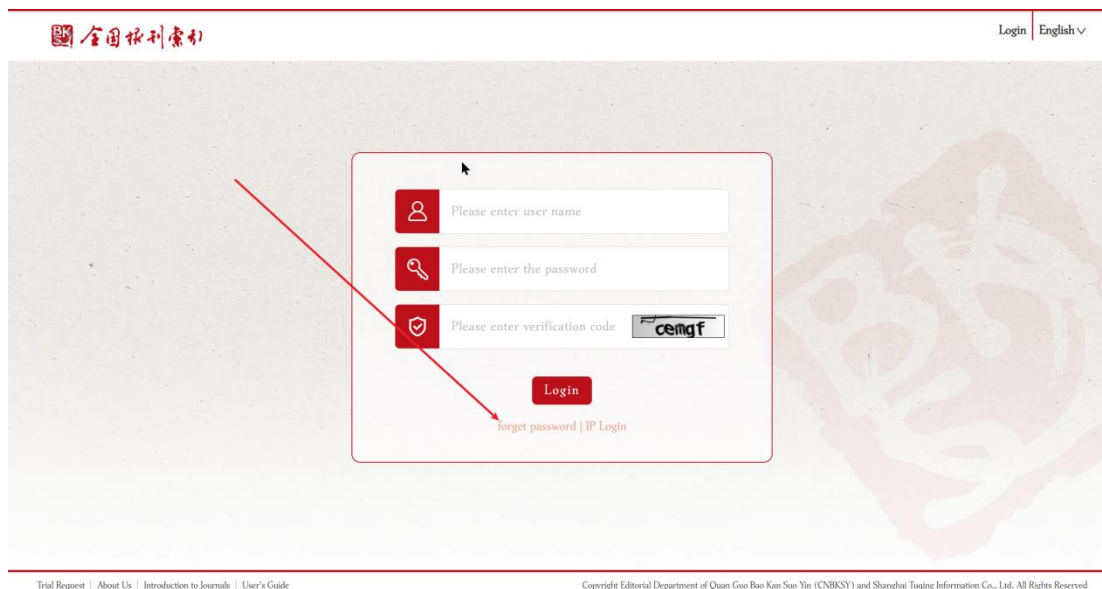 BKSY 全国报刊索引
Login English
Please enter user name
Please enter the password
Please enter verification code cemgf
Login
forget password | IP Login
Trial Request | About Us | Introduction to Journals | User's Guide
Copyright Editorial Department of Quan Guo Bao Kan Suo Yin (CNBKSY) and Shanghai Tuqing Information Co., Ltd. All Rights Reserved